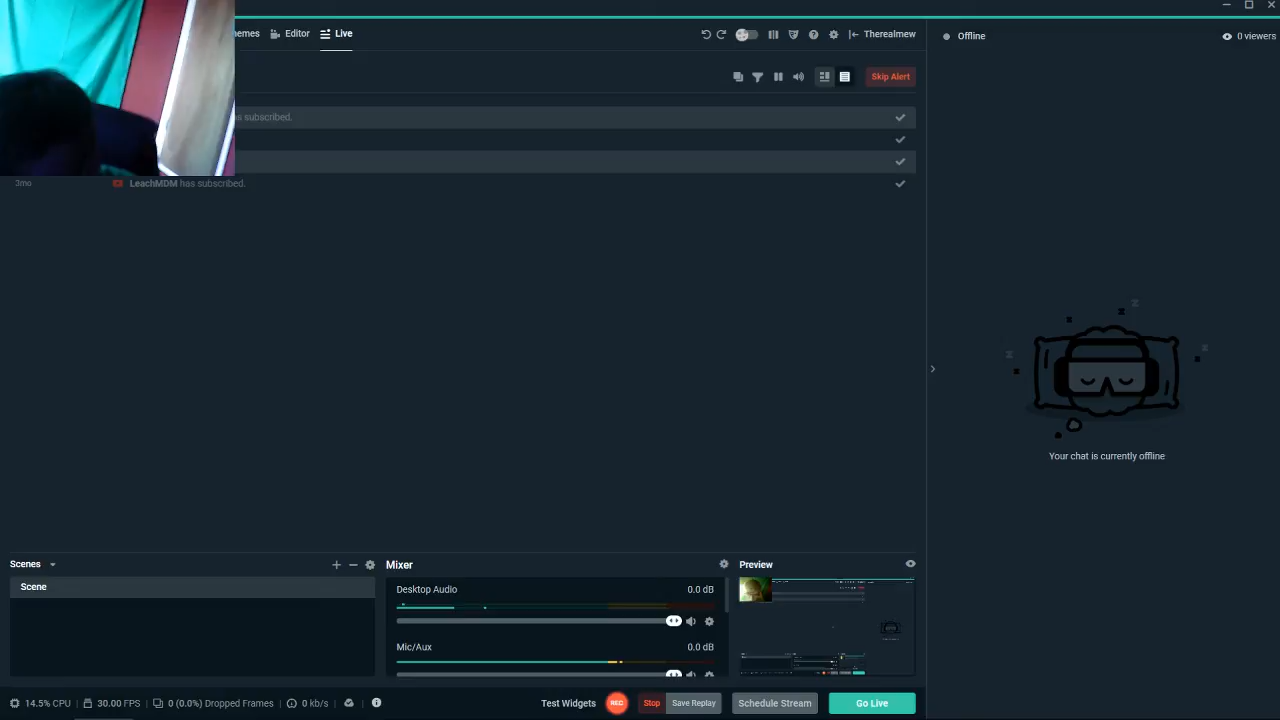 hemes Editor Live Therealmew
Offline 0 viewers
Skip Alert
s subscribed.
3mo LeachMDM has subscribed.
Your chat is currently offline
Scenes
Scene
Mixer
Desktop Audio 0.0 dB
Mic/Aux 0.0 dB
Preview
14.5% CPU 30.00 FPS 0 (0.0%) Dropped Frames 0 kb/s
Test Widgets REC Stop Save Replay Schedule Stream Go Live